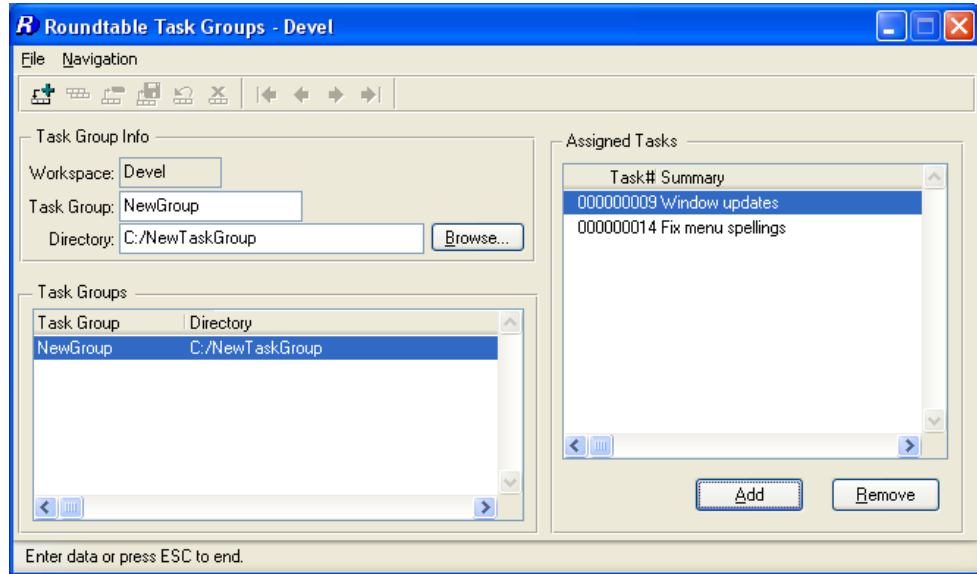 Roundtable Task Groups - Devel
File Navigation
Task Group Info
Workspace: Devel
Task Group: NewGroup
Directory: C:/NewTaskGroup Browse...
Task Groups
Task Group Directory
NewGroup C:/NewTaskGroup
Assigned Tasks
Task# Summary
000000009 Window updates
000000014 Fix menu spellings
Add Remove
Enter data or press ESC to end.